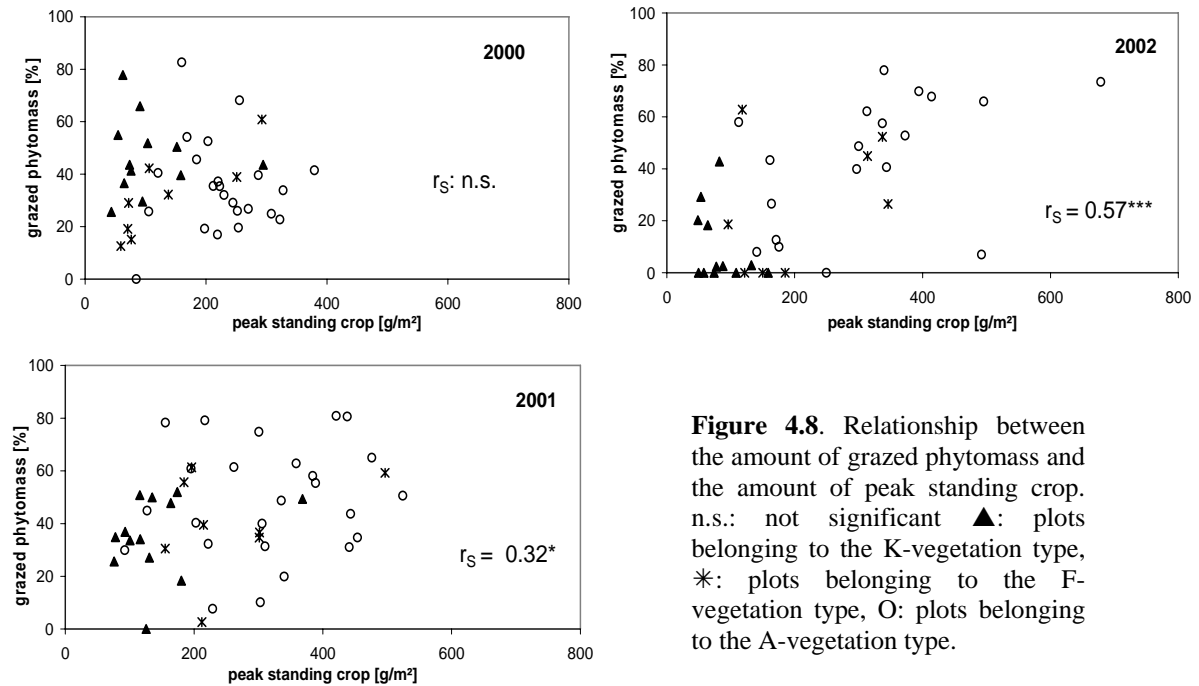 100
80
60
40
20
0
grazed phytomass [%]
2000
rS: n.s.
0 200 400 600 800
peak standing crop [g/m²]
100
80
60
40
20
0
grazed phytomass [%]
2002
rS = 0.57***
0 200 400 600 800
peak standing crop [g/m²]
100
80
60
40
20
0
grazed phytomass [%]
2001
rS = 0.32*
0 200 400 600 800
peak standing crop [g/m²]
Figure 4.8. Relationship between
the amount of grazed phytomass and
the amount of peak standing crop.
n.s.: not significant ▲: plots
belonging to the K-vegetation type,
✳: plots belonging to the F-
vegetation type, O: plots belonging
to the A-vegetation type.